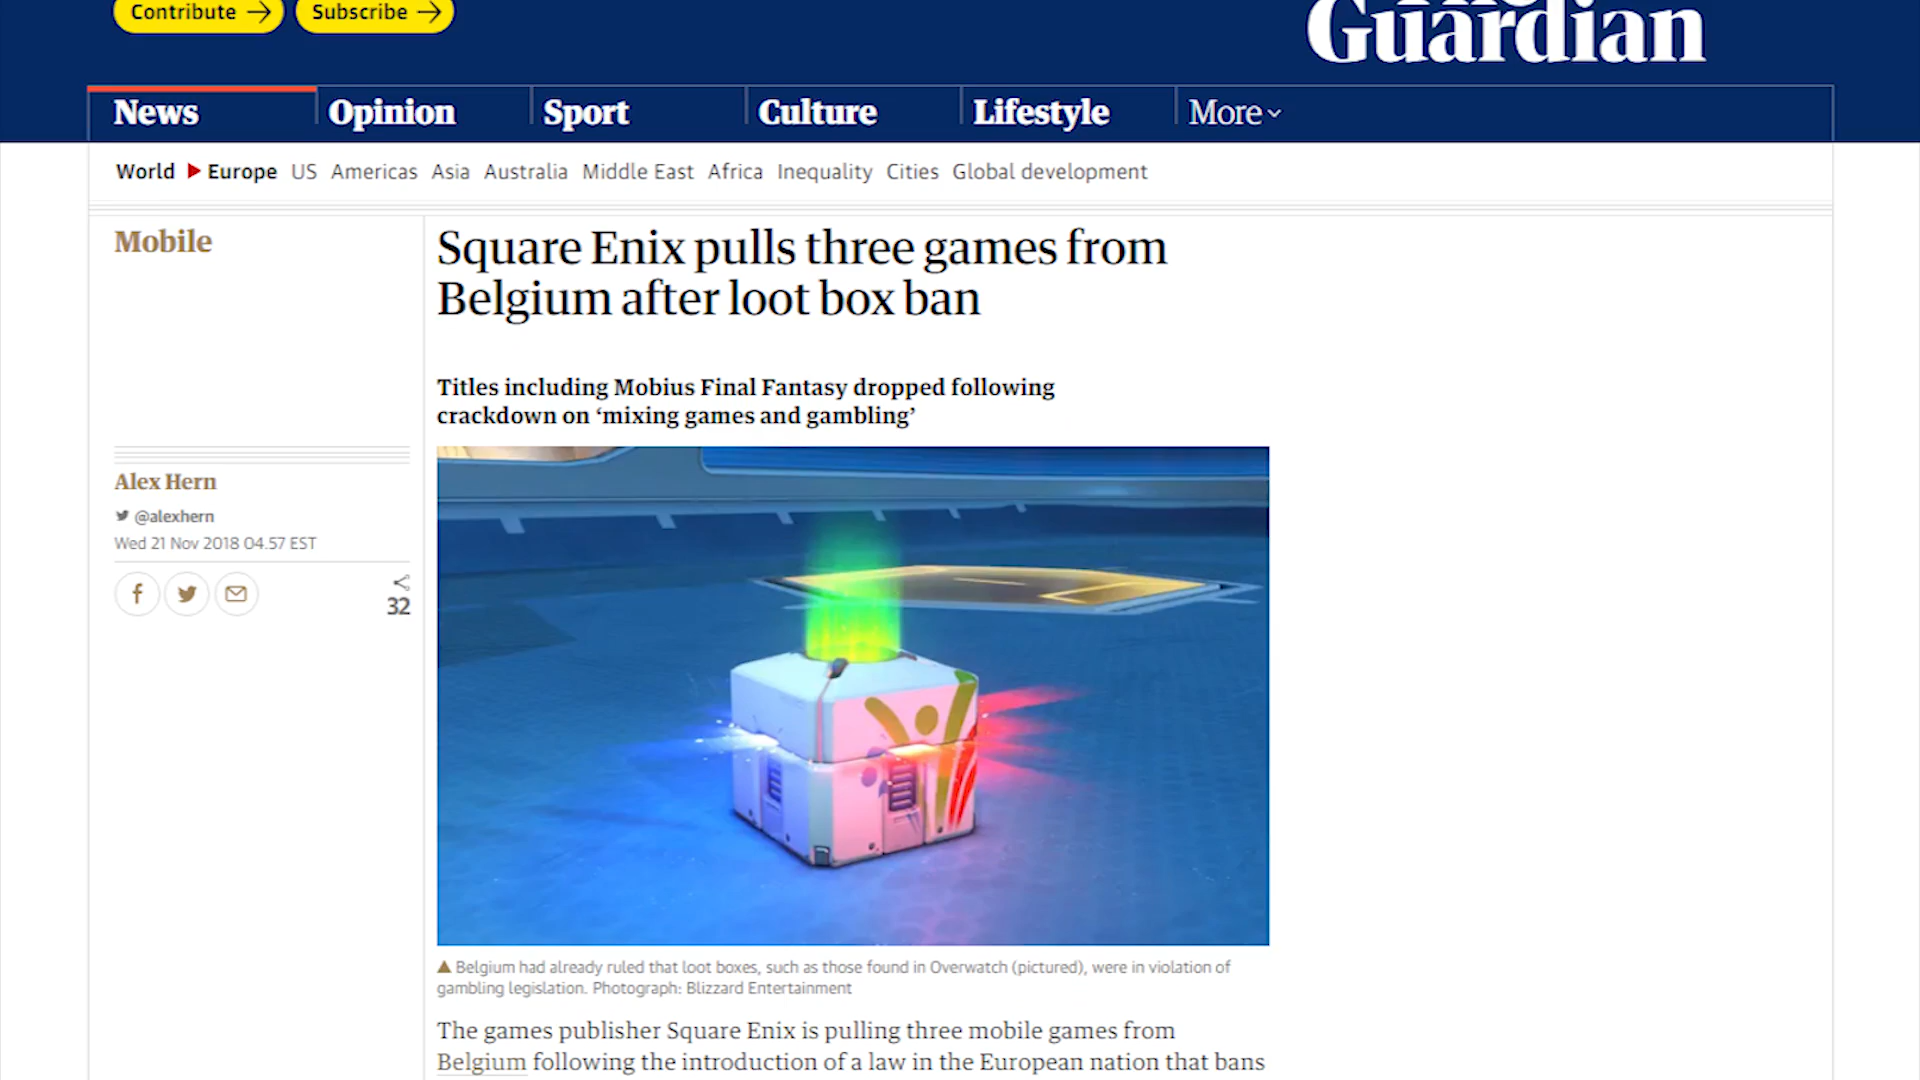 Contribute → Subscribe →
Guardian
News Opinion Sport Culture Lifestyle More
World Europe US Americas Asia Australia Middle East Africa Inequality Cities Global development
Mobile
Square Enix pulls three games from
Belgium after loot box ban
Titles including Mobius Final Fantasy dropped following
crackdown on ‘mixing games and gambling’
Alex Hern
@alexhern
Wed 21 Nov 2018 04.57 EST
32
Belgium had already ruled that loot boxes, such as those found in Overwatch (pictured), were in violation of
gambling legislation. Photograph: Blizzard Entertainment
The games publisher Square Enix is pulling three mobile games from
Belgium following the introduction of a law in the European nation that bans